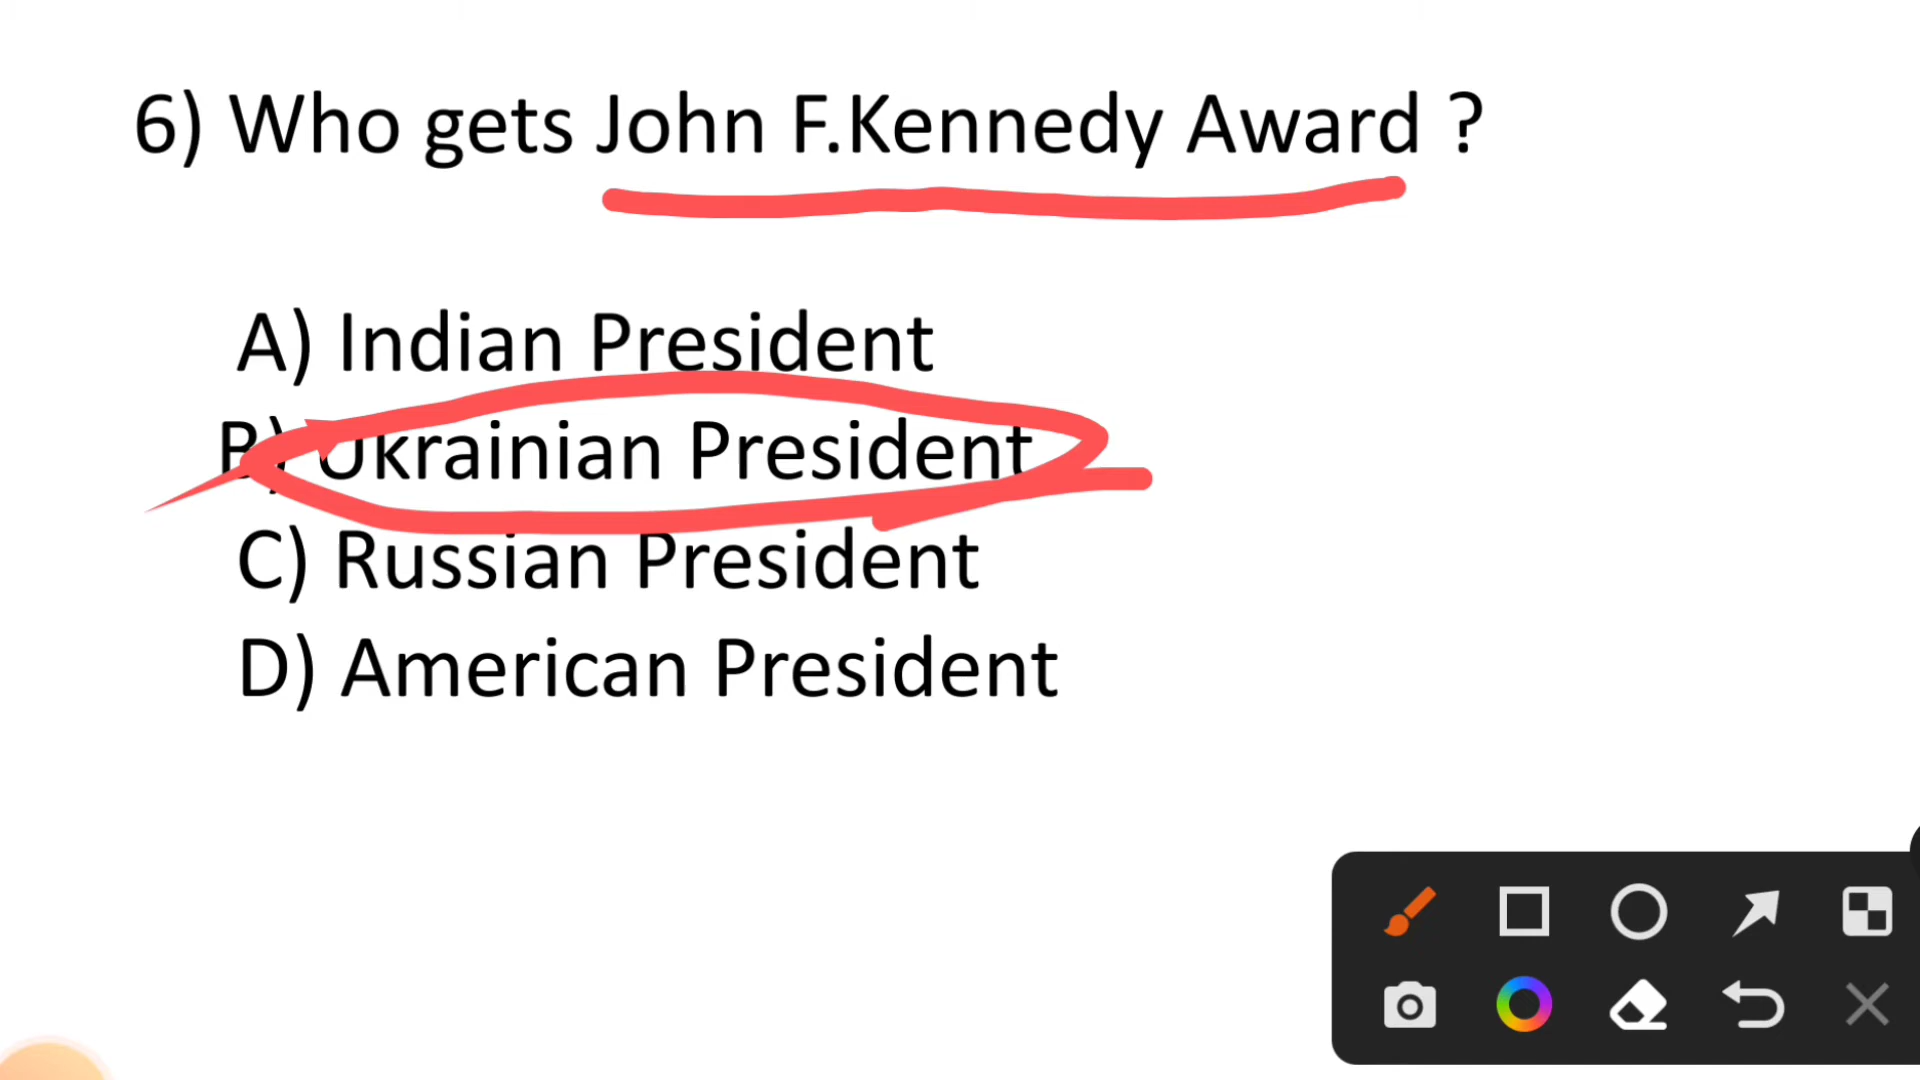 6) Who gets John F.Kennedy Award ?
A) Indian President
B) Ukrainian President
C) Russian President
D) American President